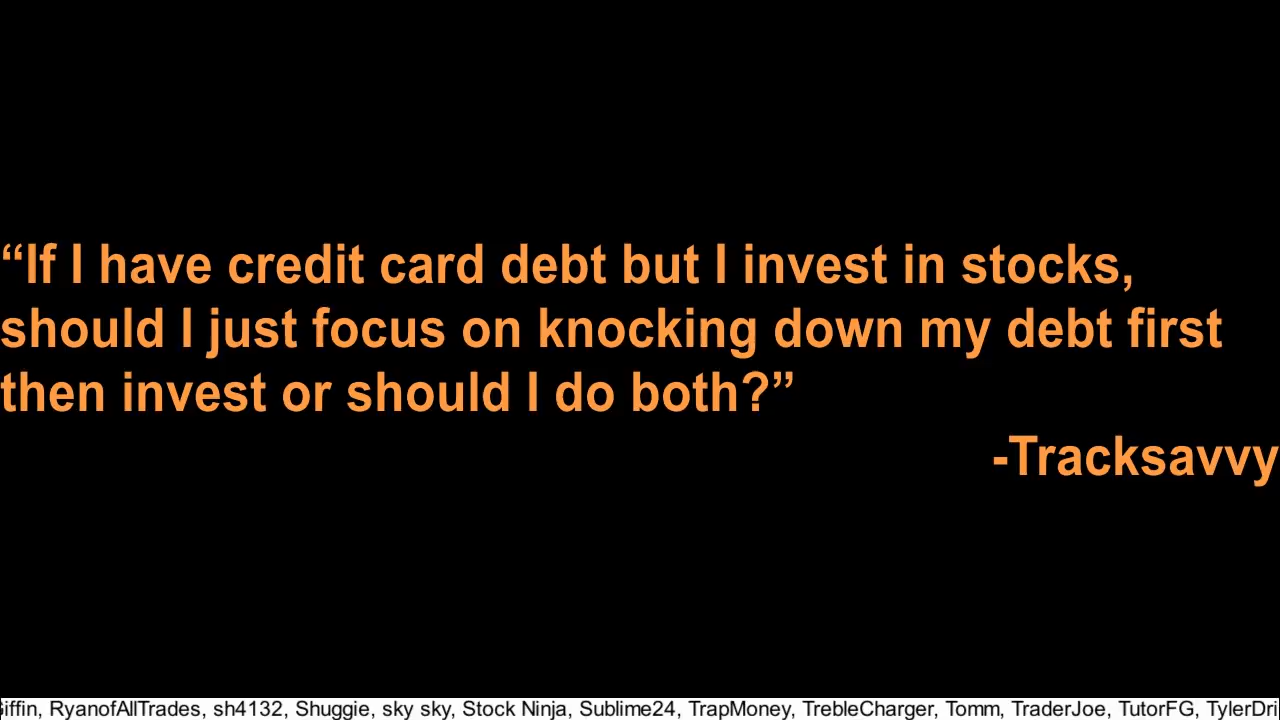 “If I have credit card debt but I invest in stocks,
should I just focus on knocking down my debt first
then invest or should I do both?”
-Tracksavvy
RyanofAllTrades, sh4132, Shuggie, sky sky, Stock Ninja, Sublime24, TrapMoney, TrebleCharger, Tomm, TraderJoe, TutorFG,